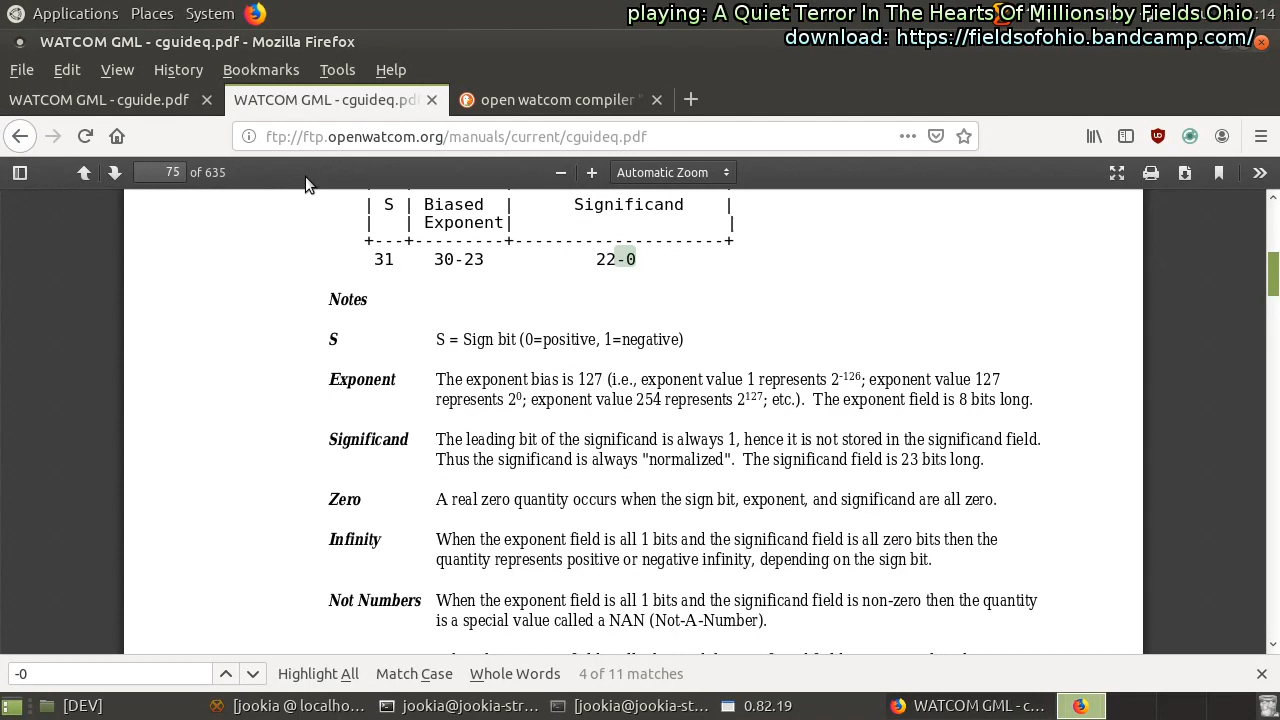 Applications Places System
playing: A Quiet Terror In The Hearts Of Millions by Fields Ohio
:14
download: https://fieldsofohio.bandcamp.com/
WATCOM GML - cguideq.pdf - Mozilla Firefox
File Edit View History Bookmarks Tools Help
WATCOM GML - cguide.pdf
WATCOM GML - cguideq.pd
open watcom compiler "
ftp://ftp.openwatcom.org/manuals/current/cguideq.pdf
75 of 635
Automatic Zoom
| S | Biased | Significand |
| | Exponent| |
+---+---------+---------------------+
31 30-23 22-0
Notes
S S = Sign bit (0=positive, 1=negative)
Exponent The exponent bias is 127 (i.e., exponent value 1 represents 2-126; exponent value 127
represents 20; exponent value 254 represents 2127; etc.). The exponent field is 8 bits long.
Significand The leading bit of the significand is always 1, hence it is not stored in the significand field.
Thus the significand is always "normalized". The significand field is 23 bits long.
Zero A real zero quantity occurs when the sign bit, exponent, and significand are all zero.
Infinity When the exponent field is all 1 bits and the significand field is all zero bits then the
quantity represents positive or negative infinity, depending on the sign bit.
Not Numbers When the exponent field is all 1 bits and the significand field is non-zero then the quantity
is a special value called a NAN (Not-A-Number).
-0
Highlight All Match Case Whole Words 4 of 11 matches
[DEV]
[jookia @ localho...
jookia@jookia-str...
[jookia@jookia-st...
0.82.19
WATCOM GML - c...